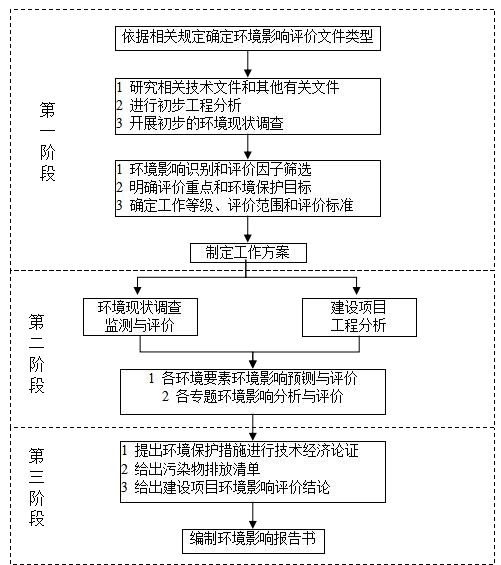 依据相关规定确定环境影响评价文件类型
第一阶段
1 研究相关技术文件和其他有关文件
2 进行初步工程分析
3 开展初步的环境现状调查
1 环境影响识别和评价因子筛选
2 明确评价重点和环境保护目标
3 确定工作等级、评价范围和评价标准
制定工作方案
第二阶段
环境现状调查
监测与评价
建设项目
工程分析
1 各环境要素环境影响预测与评价
2 各专题环境影响分析与评价
第三阶段
1 提出环境保护措施进行技术经济论证
2 给出污染物排放清单
3 给出建设项目环境影响评价结论
编制环境影响报告书